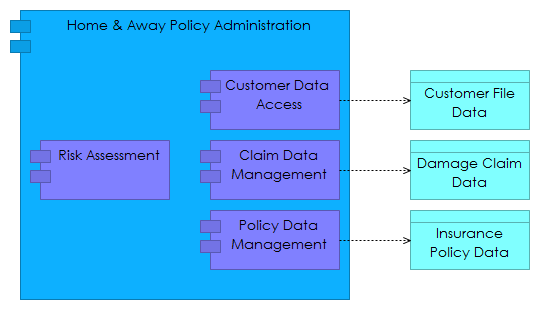 Home & Away Policy Administration
Customer Data
Access
Customer File
Data
Risk Assessment
Claim Data
Management
Damage Claim
Data
Policy Data
Management
Insurance
Policy Data